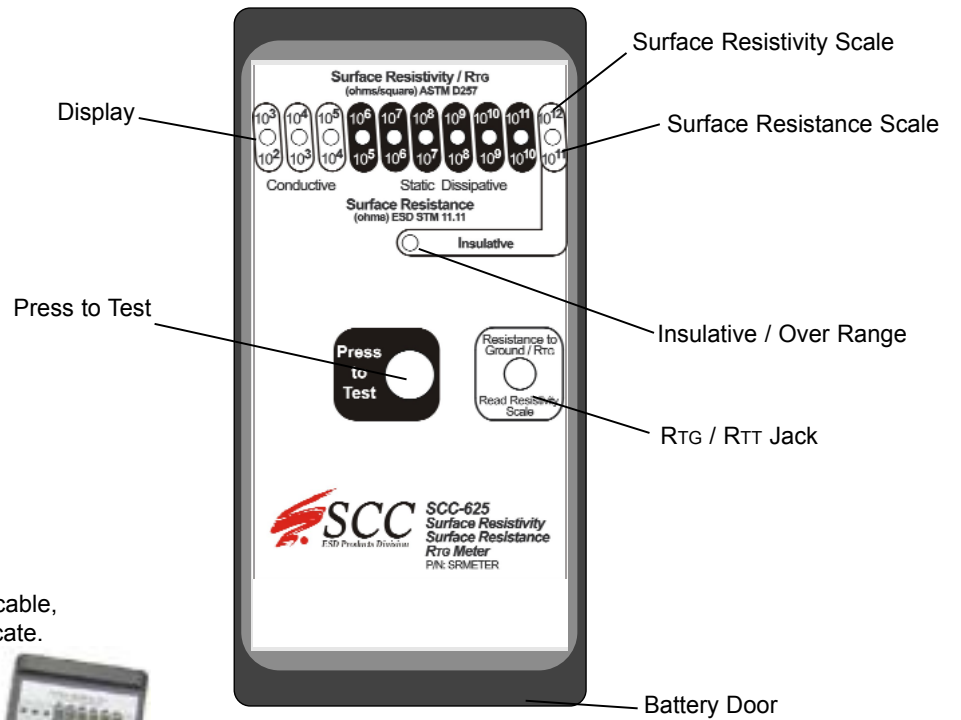 Surface Resistivity Scale
Surface Resistivity / RTG
(ohms/square) ASTM D257
Display
10³ 10⁴ 10⁵ 10⁶ 10⁷ 10⁸ 10⁹ 10¹⁰ 10¹¹ 10¹²
Surface Resistance Scale
10² 10³ 10⁴ 10⁵ 10⁶ 10⁷ 10⁸ 10⁹ 10¹⁰ 10¹¹
Conductive Static Dissipative
Surface Resistance
(ohms) ESD STM 11.11
Insulative
Press to Test
Insulative / Over Range
Press
to
Test
Resistance to
Ground / RTG
Read Resistivity
Scale
RTG / RTT Jack
SCC
ESD Products Division
SCC-625
Surface Resistivity
Surface Resistance
RTG Meter
P/N: SRMETER
cable,
cate.
Battery Door